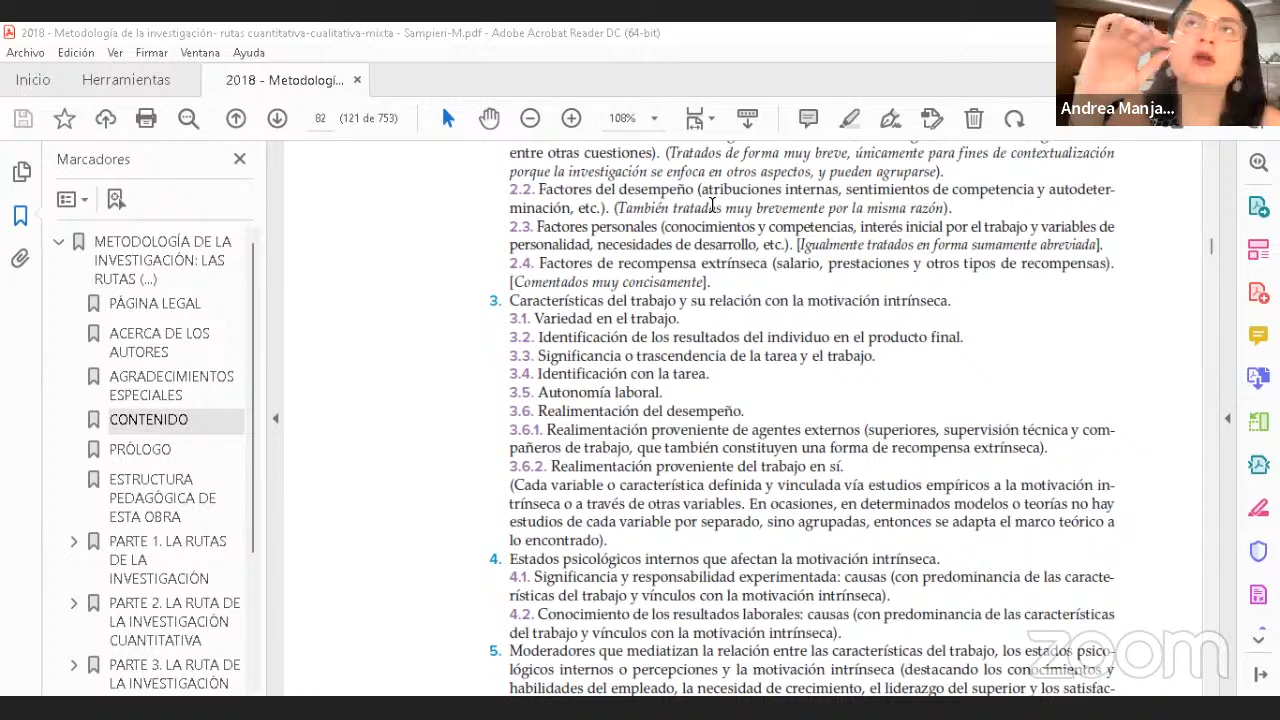 2018 - Metodología de la investigación- rutas cuantitativa-cualitativa-mixta - Sampieri-M.pdf - Adobe Acrobat Reader DC (64-bit)
Archivo Edición Ver Firmar Ventana Ayuda
Inicio Herramientas 2018 - Metodologí... ×
82 (121 de 753) 108%
Andrea Manja...
Marcadores
METODOLOGÍA DE LA
INVESTIGACIÓN: LAS
RUTAS (...)
PÁGINA LEGAL
ACERCA DE LOS
AUTORES
AGRADECIMIENTOS
ESPECIALES
CONTENIDO
PRÓLOGO
ESTRUCTURA
PEDAGÓGICA DE
ESTA OBRA
PARTE 1. LA RUTAS
DE LA
INVESTIGACIÓN
PARTE 2. LA RUTA DE
LA INVESTIGACIÓN
CUANTITATIVA
PARTE 3. LA RUTA DE
LA INVESTIGACIÓN
entre otras cuestiones). (Tratados de forma muy breve, únicamente para fines de contextualización
porque la investigación se enfoca en otros aspectos, y pueden agruparse).
2.2. Factores del desempeño (atribuciones internas, sentimientos de competencia y autodeter-
minación, etc.). (También tratados muy brevemente por la misma razón).
2.3. Factores personales (conocimientos y competencias, interés inicial por el trabajo y variables de
personalidad, necesidades de desarrollo, etc.). [Igualmente tratados en forma sumamente abreviada].
2.4. Factores de recompensa extrínseca (salario, prestaciones y otros tipos de recompensas).
[Comentados muy concisamente].
3. Características del trabajo y su relación con la motivación intrínseca.
3.1. Variedad en el trabajo.
3.2. Identificación de los resultados del individuo en el producto final.
3.3. Significancia o trascendencia de la tarea y el trabajo.
3.4. Identificación con la tarea.
3.5. Autonomía laboral.
3.6. Realimentación del desempeño.
3.6.1. Realimentación proveniente de agentes externos (superiores, supervisión técnica y com-
pañeros de trabajo, que también constituyen una forma de recompensa extrínseca).
3.6.2. Realimentación proveniente del trabajo en sí.
(Cada variable o característica definida y vinculada vía estudios empíricos a la motivación in-
trínseca o a través de otras variables. En ocasiones, en determinados modelos o teorías no hay
estudios de cada variable por separado, sino agrupadas, entonces se adapta el marco teórico a
lo encontrado).
4. Estados psicológicos internos que afectan la motivación intrínseca.
4.1. Significancia y responsabilidad experimentada: causas (con predominancia de las caracte-
rísticas del trabajo y vínculos con la motivación intrínseca).
4.2. Conocimiento de los resultados laborales: causas (con predominancia de las características
del trabajo y vínculos con la motivación intrínseca).
5. Moderadores que mediatizan la relación entre las características del trabajo, los estados psico-
lógicos internos o percepciones y la motivación intrínseca (destacando los conocimientos y
habilidades del empleado, la necesidad de crecimiento, el liderazgo del superior y los satisfac-
zoom